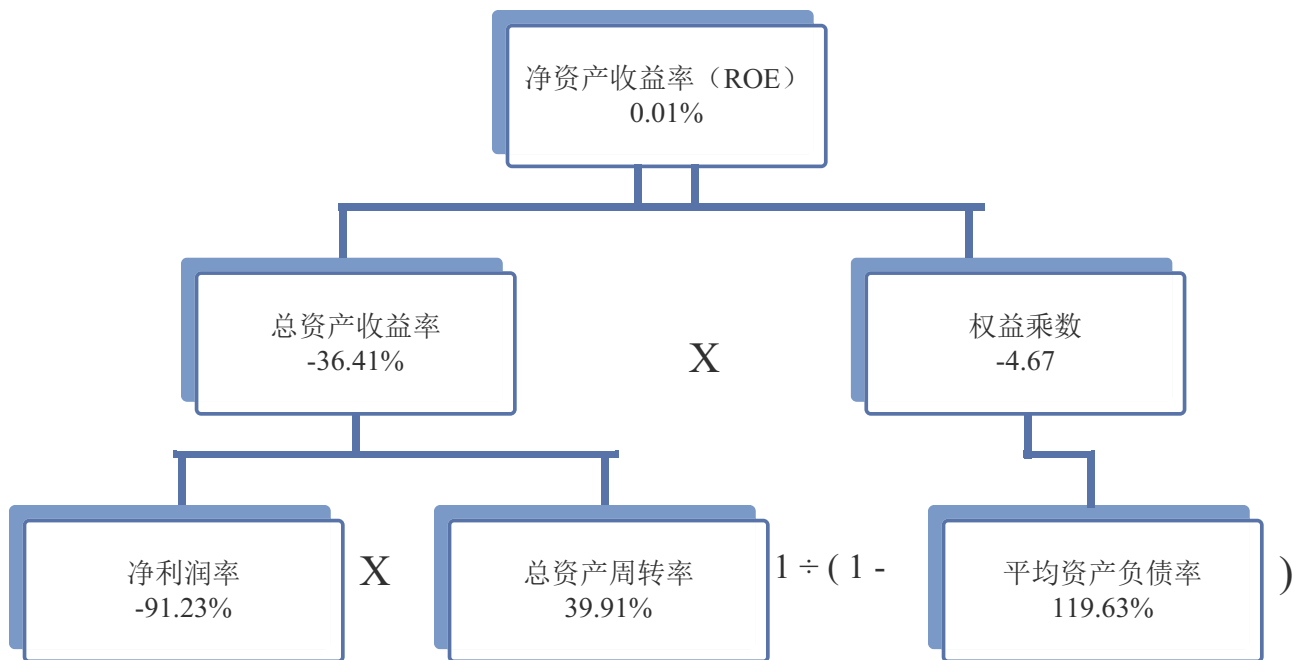 净资产收益率（ROE）
0.01%
总资产收益率
-36.41%
X
权益乘数
-4.67
净利润率
-91.23%
X
总资产周转率
39.91%
1 ÷ ( 1 -
平均资产负债率
119.63%
)